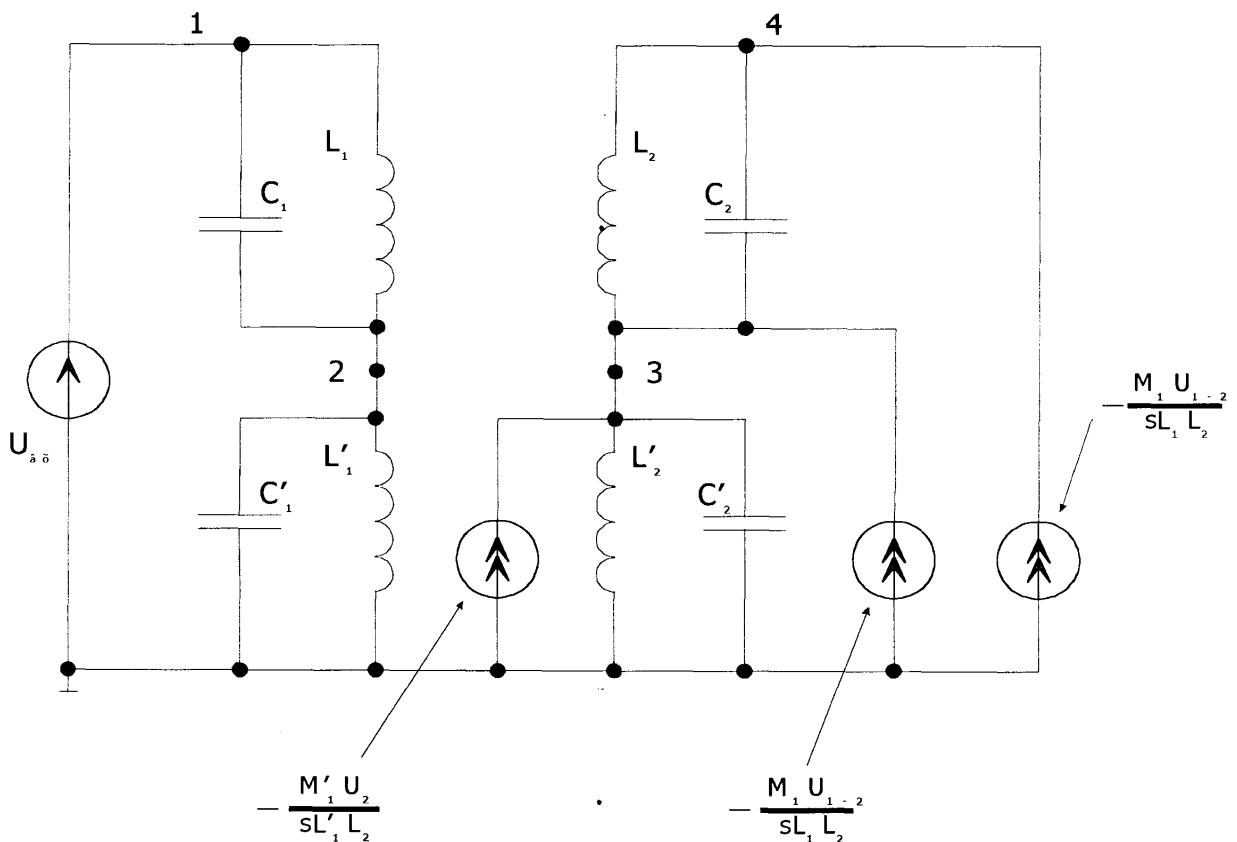 1
4
L₁
L₂
C₁
C₂
2
3
U â õ
L′₁
C′₁
L′₂
C′₂
− M₁ U₁₋₂
sL₁ L₂
− M′₁ U₂
sL′₁ L₂
− M₁ U₁₋₂
sL₁ L₂